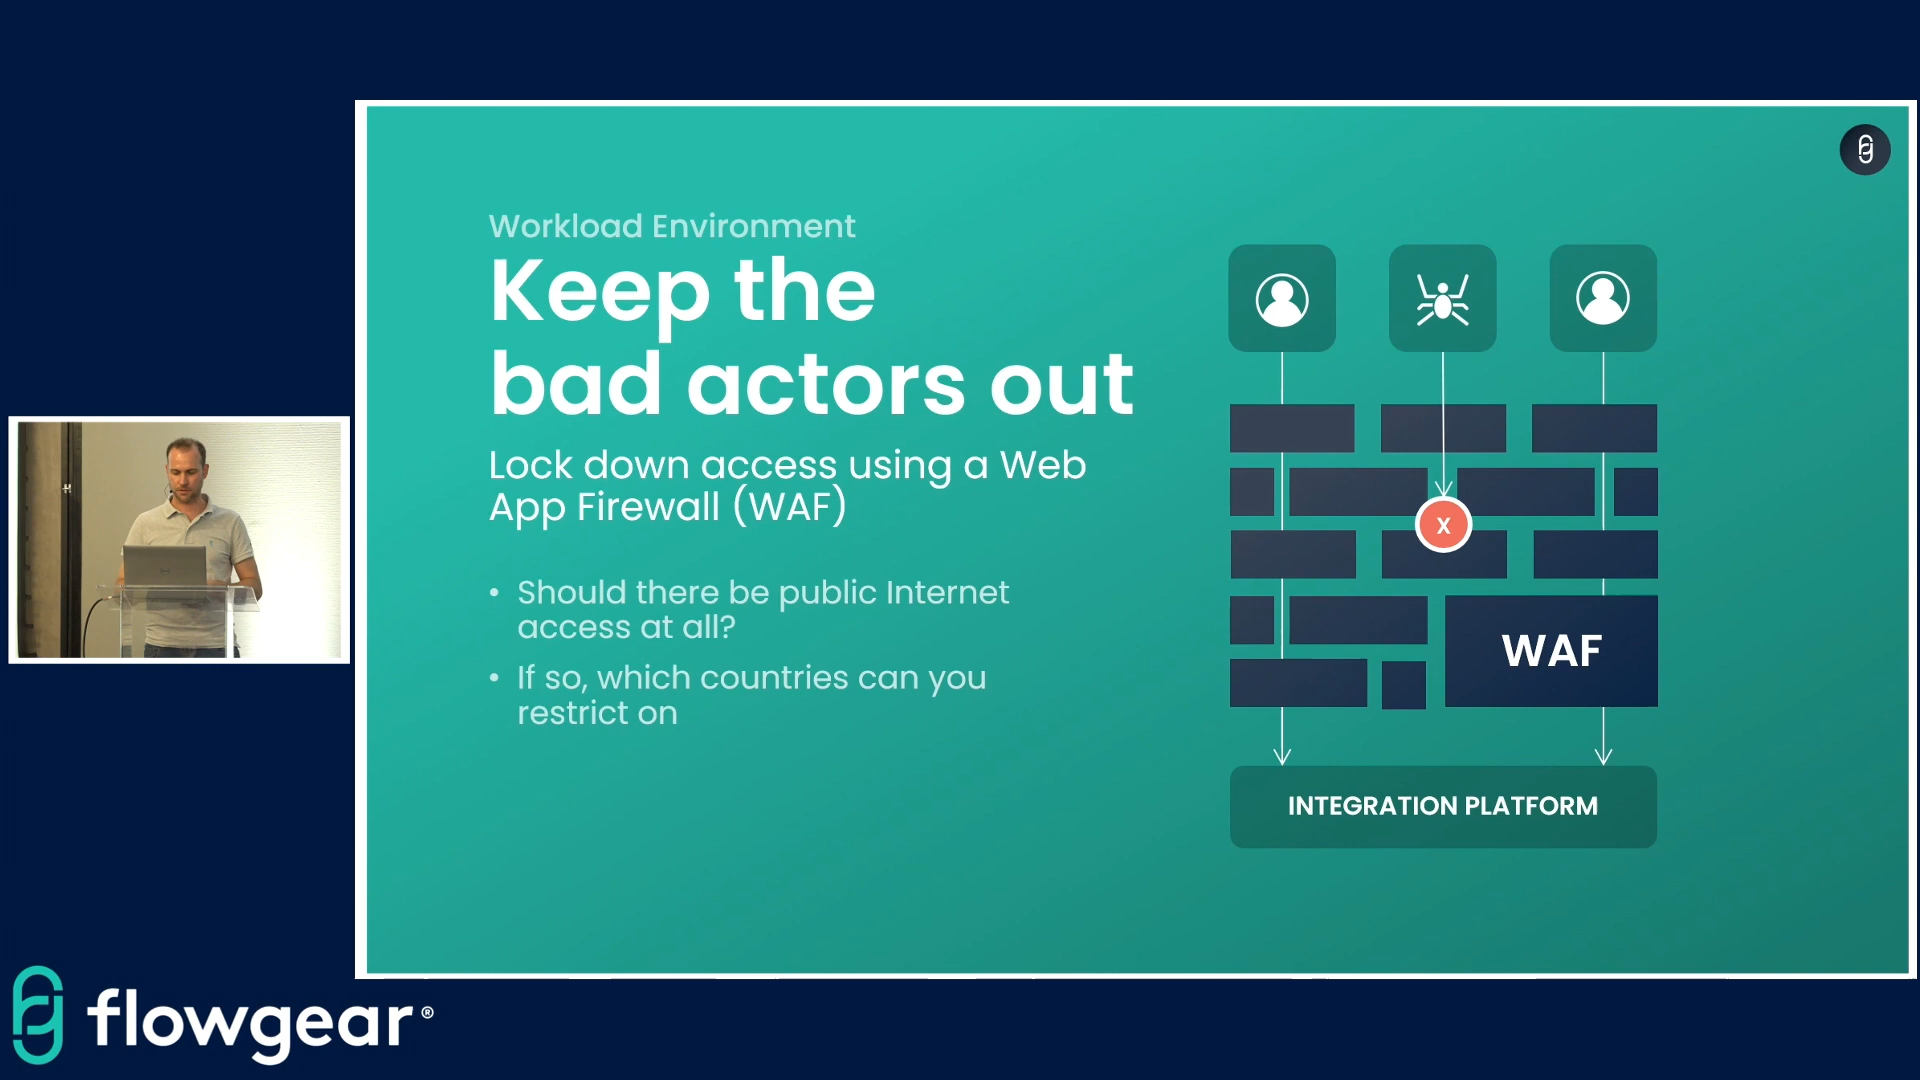 Workload Environment
Keep the
bad actors out
Lock down access using a Web
App Firewall (WAF)
• Should there be public Internet
access at all?
• If so, which countries can you
restrict on
X
WAF
INTEGRATION PLATFORM
flowgear®